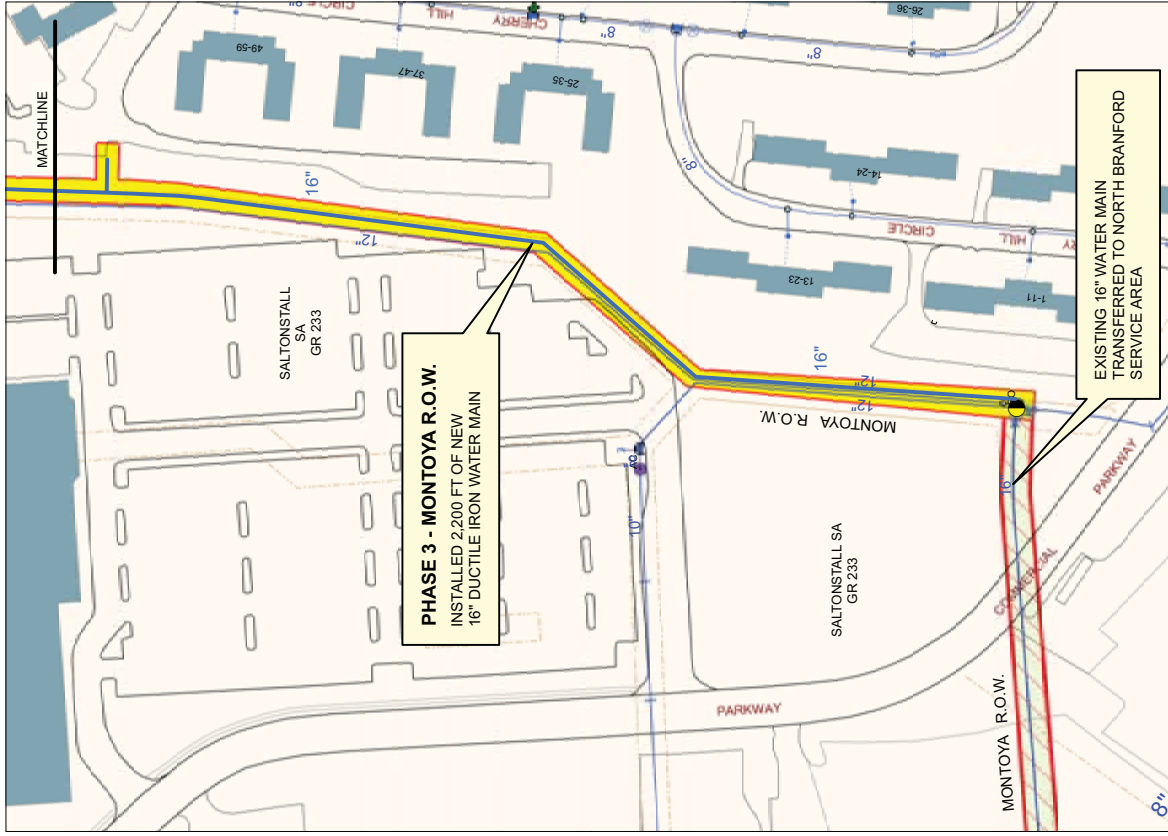 MATCHLINE
CIRCLE
8"
HILL
CHERRY
8"
8"
26-36
49-59
37-47
25-35
16"
12"
8"
14-24
CIRCLE
HILL
RY
13-23
1-11
SALTONSTALL
SA
GR 233
PHASE 3 - MONTOYA R.O.W.
INSTALLED 2,200 FT OF NEW
16" DUCTILE IRON WATER MAIN
16"
12"
12"
MONTOYA R.O.W.
10"
EXISTING 16" WATER MAIN
TRANSFERRED TO NORTH BRANFORD
SERVICE AREA
SALTONSTALL SA
GR 233
16"
PARKWAY
COMMERCIAL
PARKWAY
MONTOYA R.O.W.
8"